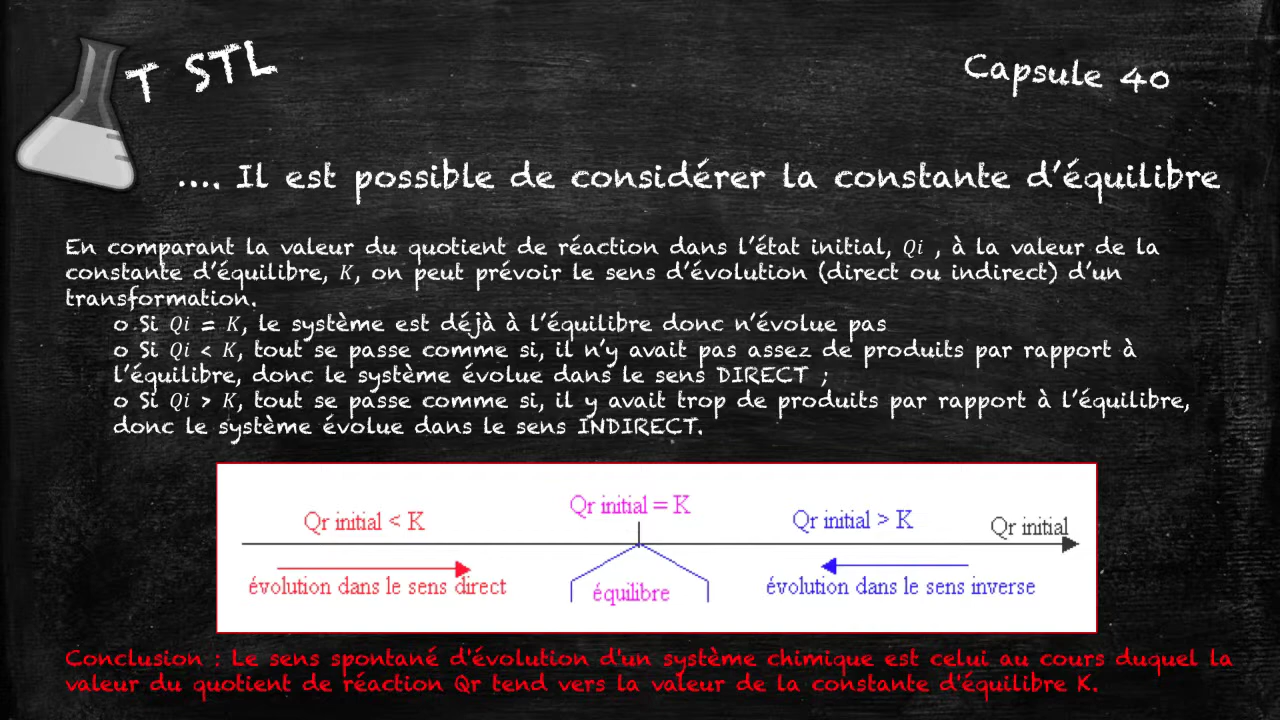 T STL
Capsule 40
.... Il est possible de considérer la constante d'équilibre
En comparant la valeur du quotient de réaction dans l'état initial, Qi , à la valeur de la
constante d'équilibre, K, on peut prévoir le sens d'évolution (direct ou indirect) d'un
transformation.
o Si Qi = K, le système est déjà à l'équilibre donc n'évolue pas
o Si Qi < K, tout se passe comme si, il n'y avait pas assez de produits par rapport à
l'équilibre, donc le système évolue dans le sens DIRECT ;
o Si Qi > K, tout se passe comme si, il y avait trop de produits par rapport à l'équilibre,
donc le système évolue dans le sens INDIRECT.
Qr initial < K
Qr initial = K
Qr initial > K
Qr initial
évolution dans le sens direct
équilibre
évolution dans le sens inverse
Conclusion : Le sens spontané d'évolution d'un système chimique est celui au cours duquel la
valeur du quotient de réaction Qr tend vers la valeur de la constante d'équilibre K.